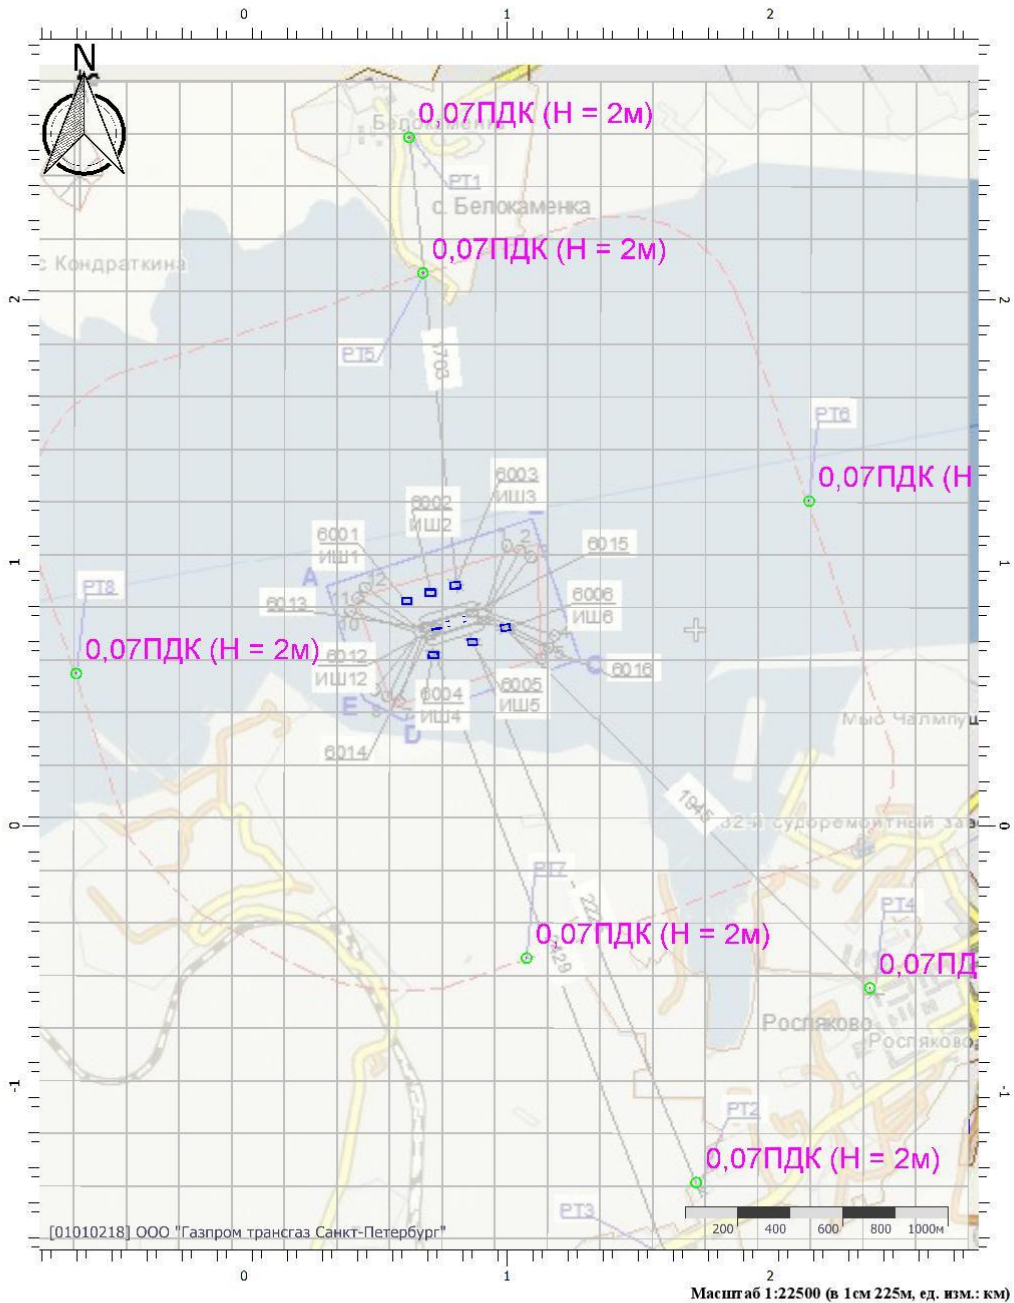 0 1 2
N
0,07ПДК (Н = 2м)
Белокаменка
РТ1
с. Белокаменка
0,07ПДК (Н = 2м)
с Кондраткина
2 2
РТ5
1703
РТ6
0,07ПДК (Н
6003
ИШ3
6002
ИШ2
6001
ИШ1
6015
1 1
A
РТ8
6013
6006
ИШ6
0,07ПДК (Н = 2м)
6012
ИШ12
C
6016
6004
ИШ4
6005
ИШ5
E
D
6014
Мыс Чалмпуш
1945
0 0
32-й судоремонтный зав
РТ7
РТ4
0,07ПДК (Н = 2м)
0,07ПД
Росляково
Росляково
-1 -1
РТ2
0,07ПДК (Н = 2м)
РТ3
[01010218] ООО "Газпром трансгаз Санкт-Петербург"
200 400 600 800 1000м
0 1 2
Масштаб 1:22500 (в 1см 225м, ед. изм.: км)